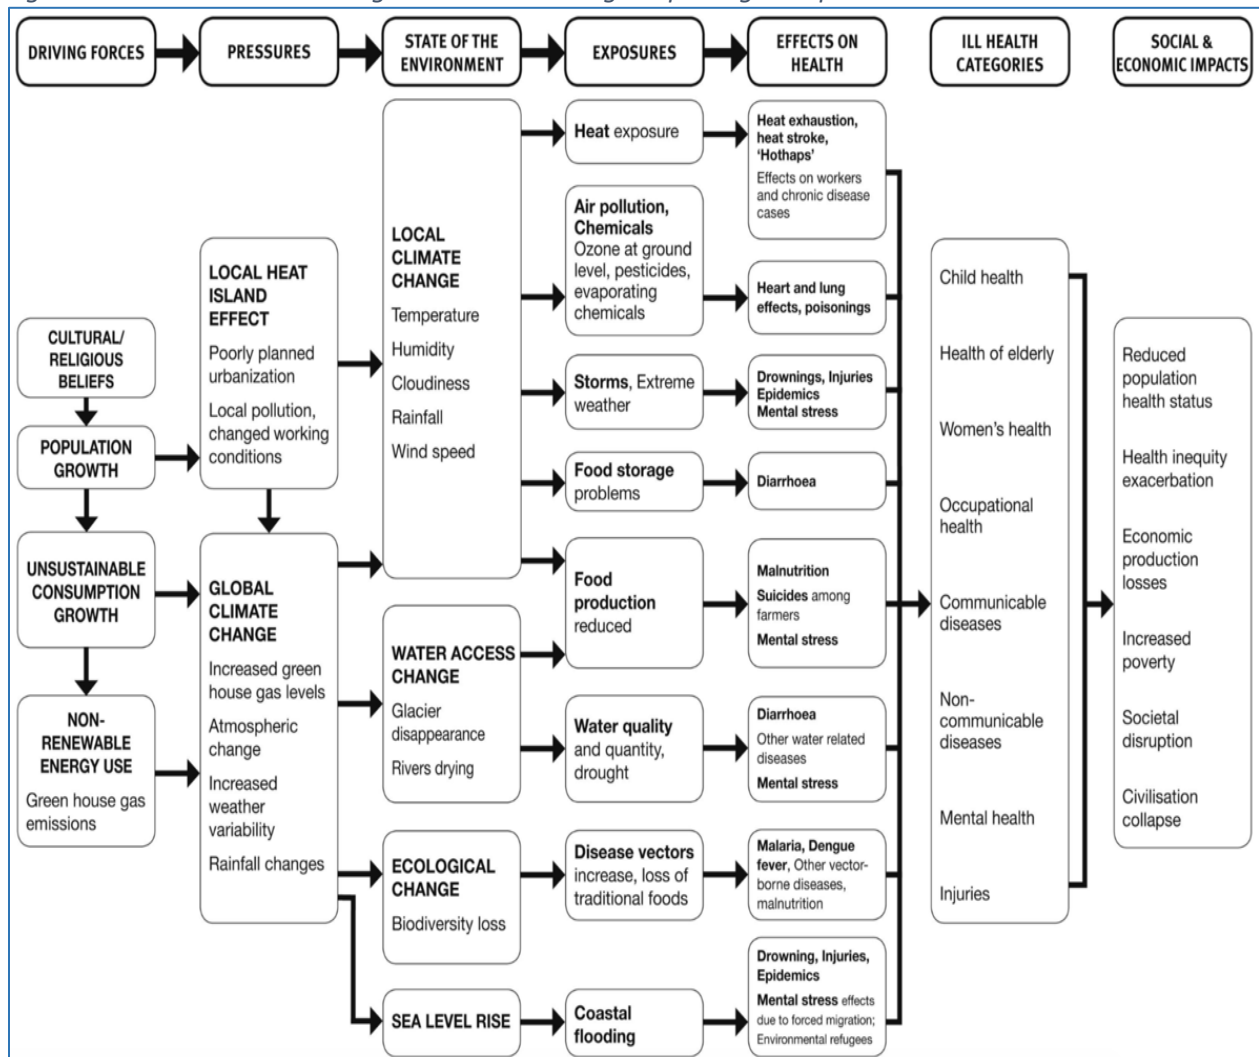 DRIVING FORCES
PRESSURES
STATE OF THE
ENVIRONMENT
EXPOSURES
EFFECTS ON
HEALTH
ILL HEALTH
CATEGORIES
SOCIAL &
ECONOMIC IMPACTS
CULTURAL/
RELIGIOUS
BELIEFS
POPULATION
GROWTH
UNSUSTAINABLE
CONSUMPTION
GROWTH
NON-
RENEWABLE
ENERGY USE
Green house gas
emissions
LOCAL HEAT
ISLAND
EFFECT
Poorly planned
urbanization
Local pollution,
changed working
conditions
GLOBAL
CLIMATE
CHANGE
Increased green
house gas levels
Atmospheric
change
Increased
weather
variability
Rainfall changes
LOCAL
CLIMATE
CHANGE
Temperature
Humidity
Cloudiness
Rainfall
Wind speed
WATER ACCESS
CHANGE
Glacier
disappearance
Rivers drying
ECOLOGICAL
CHANGE
Biodiversity loss
SEA LEVEL RISE
Heat exposure
Air pollution,
Chemicals
Ozone at ground
level, pesticides,
evaporating
chemicals
Storms, Extreme
weather
Food storage
problems
Food
production
reduced
Water quality
and quantity,
drought
Disease vectors
increase, loss of
traditional foods
Coastal
flooding
Heat exhaustion,
heat stroke,
‘Hothaps’
Effects on workers
and chronic disease
cases
Heart and lung
effects, poisonings
Drownings, Injuries
Epidemics
Mental stress
Diarrhoea
Malnutrition
Suicides among
farmers
Mental stress
Diarrhoea
Other water related
diseases
Mental stress
Malaria, Dengue
fever, Other vector-
borne diseases,
malnutrition
Drowning, Injuries,
Epidemics
Mental stress effects
due to forced migration;
Environmental refugees
Child health
Health of elderly
Women’s health
Occupational
health
Communicable
diseases
Non-
communicable
diseases
Mental health
Injuries
Reduced
population
health status
Health inequity
exacerbation
Economic
production
losses
Increased
poverty
Societal
disruption
Civilisation
collapse